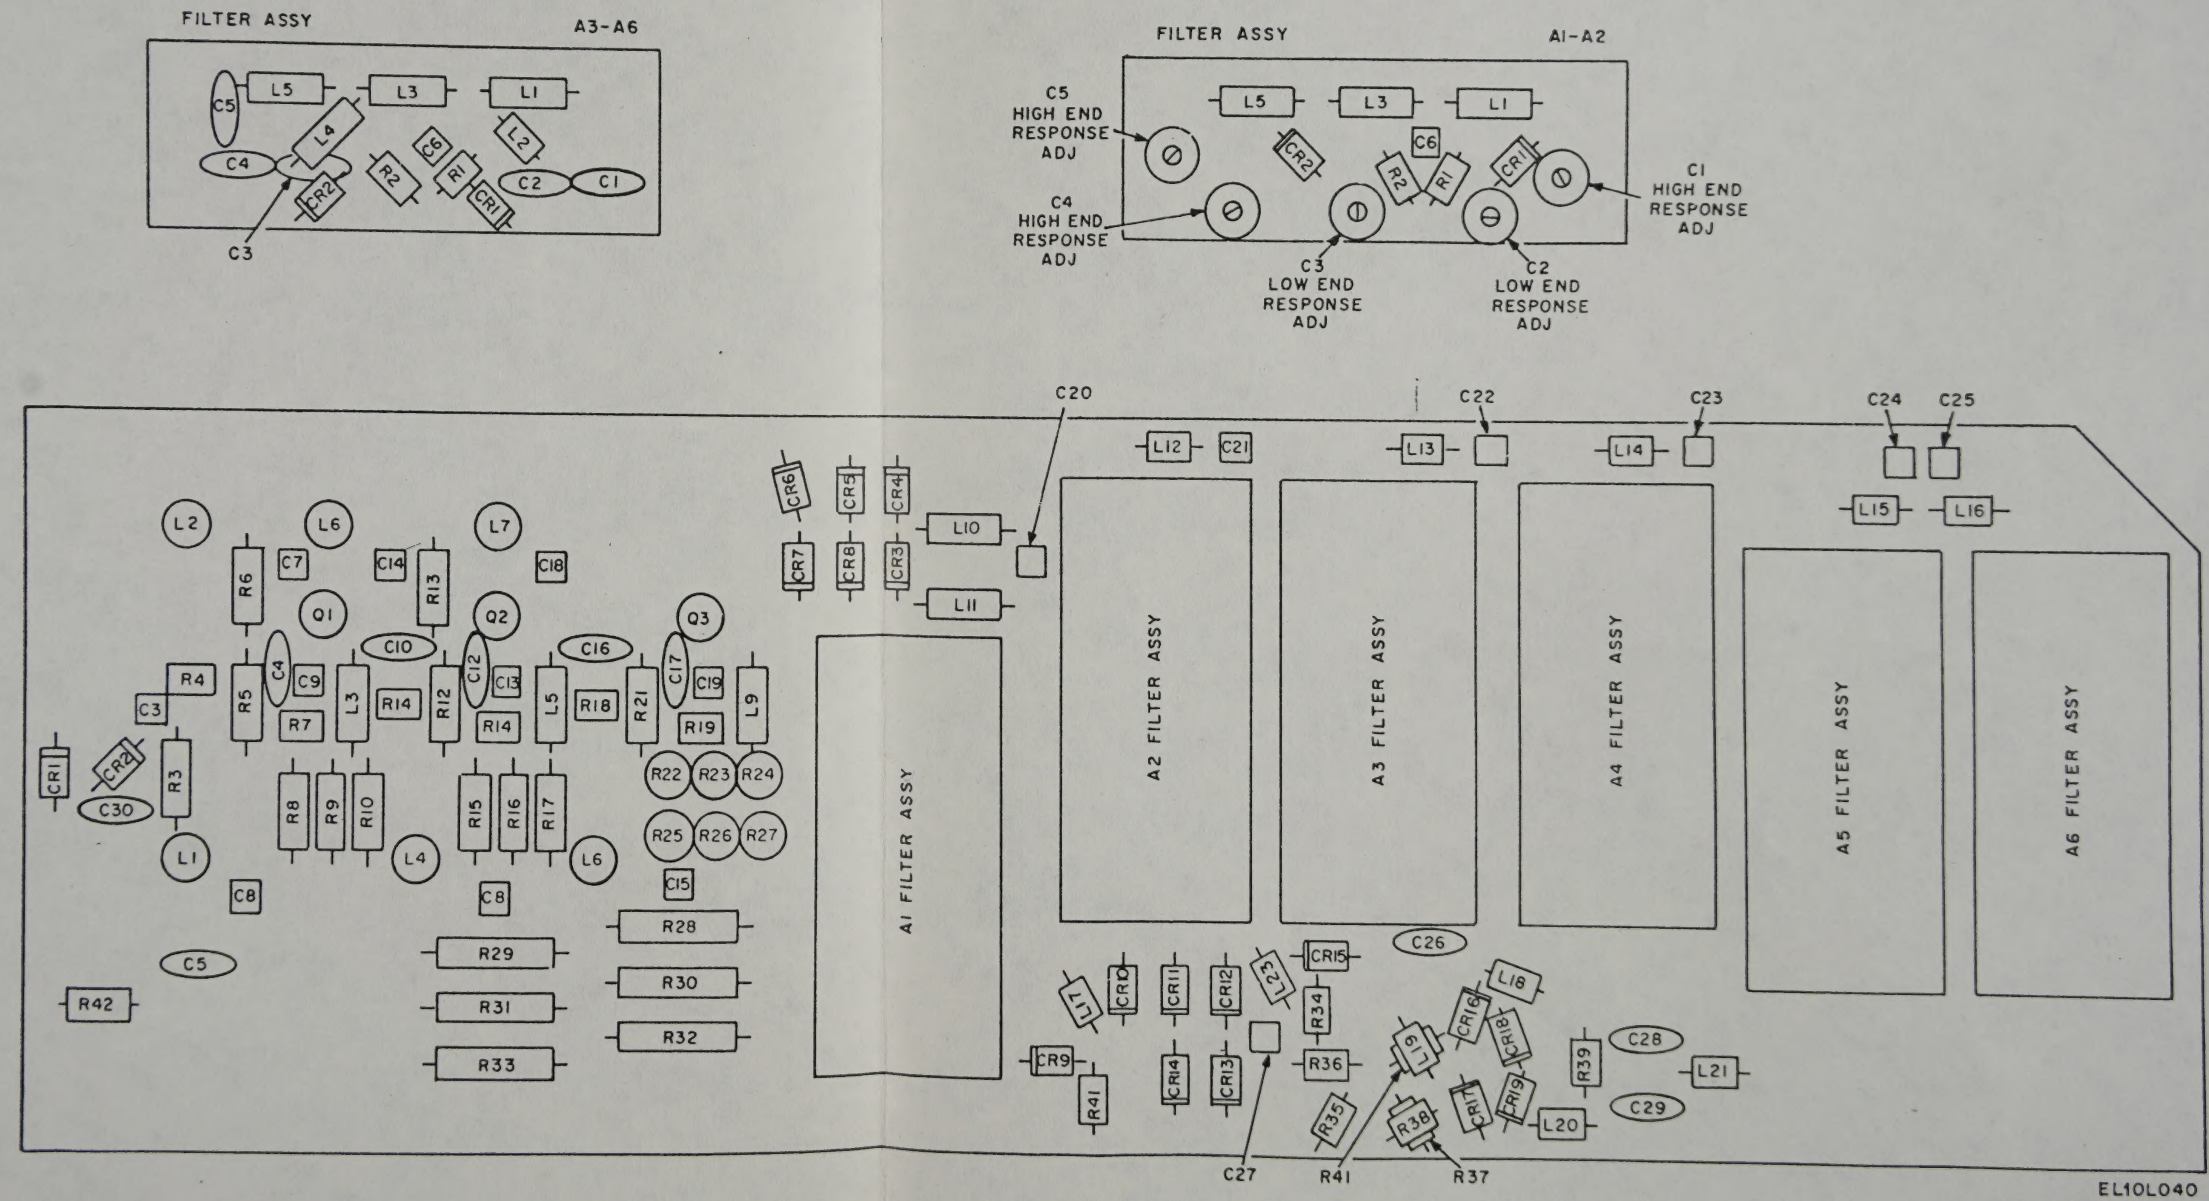 FILTER ASSY
A3-A6
C5
L5
L3
L1
L4
C6
L2
C4
R2
R1
C2
C1
CR2
CR1
C3
FILTER ASSY
A1-A2
L5
L3
L1
C5
HIGH END
RESPONSE
ADJ
CR2
C6
R2
R1
CR1
C1
HIGH END
RESPONSE
ADJ
C4
HIGH END
RESPONSE
ADJ
C3
LOW END
RESPONSE
ADJ
C2
LOW END
RESPONSE
ADJ
C20
C22
C23
C24
C25
L12
C21
L13
L14
L15
L16
CR6
CR5
CR4
L10
CR7
CR8
CR3
L11
L2
L6
L7
R6
C7
C14
R13
C18
Q1
Q2
Q3
C10
C16
R4
C3
R5
C4
C9
L3
R14
R12
C12
C13
L5
R18
R21
C17
C19
L9
R7
R14
R19
CR1
CR2
R3
C30
R22
R23
R24
R8
R9
R10
R15
R16
R17
R25
R26
R27
L1
L4
L6
C8
C8
C15
C5
R42
R28
R29
R30
R31
R32
R33
A1 FILTER ASSY
A2 FILTER ASSY
A3 FILTER ASSY
A4 FILTER ASSY
A5 FILTER ASSY
A6 FILTER ASSY
C26
L17
CR10
CR11
CR12
L23
CR15
R34
L18
CR16
CR18
CR9
R41
CR14
CR13
R36
L19
R39
C28
L21
C29
R35
R38
CR17
CR19
L20
C27
R41
R37
EL10L040